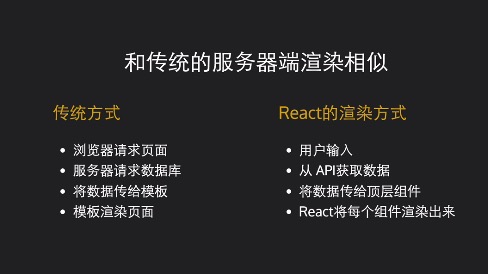 和传统的服务器端渲染相似
传统方式
• 浏览器请求页面
• 服务器请求数据库
• 将数据传给模板
• 模板渲染页面
React的渲染方式
• 用户输入
• 从 API获取数据
• 将数据传给顶层组件
• React将每个组件渲染出来